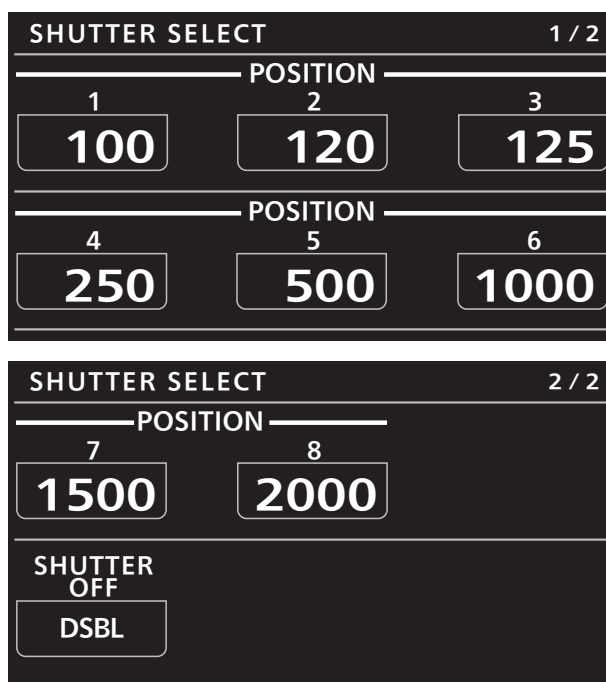 SHUTTER SELECT 1 / 2
POSITION
1 2 3
100 120 125
POSITION
4 5 6
250 500 1000
SHUTTER SELECT 2 / 2
POSITION
7 8
1500 2000
SHUTTER
OFF
DSBL